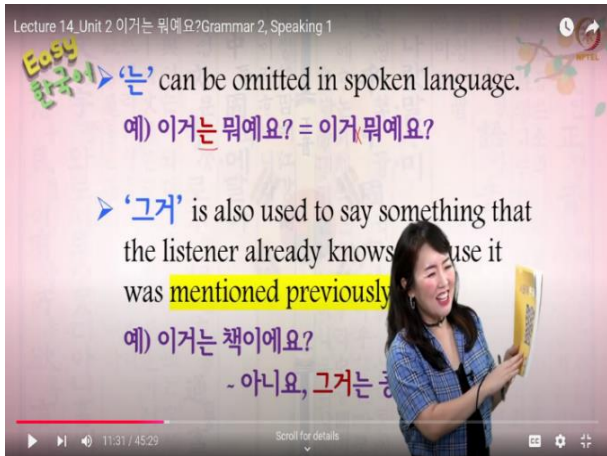 Lecture 14_Unit 2 이거는 뭐예요?Grammar 2, Speaking 1
NPTEL
Easy
한국어
➢ ‘는’ can be omitted in spoken language.
예) 이거는 뭐예요? = 이거 뭐예요?
➢ ‘그거’ is also used to say something that
the listener already knows use it
was mentioned previously
예) 이거는 책이에요?
- 아니요, 그거는
11:31 / 45:29
Scroll for details
CC